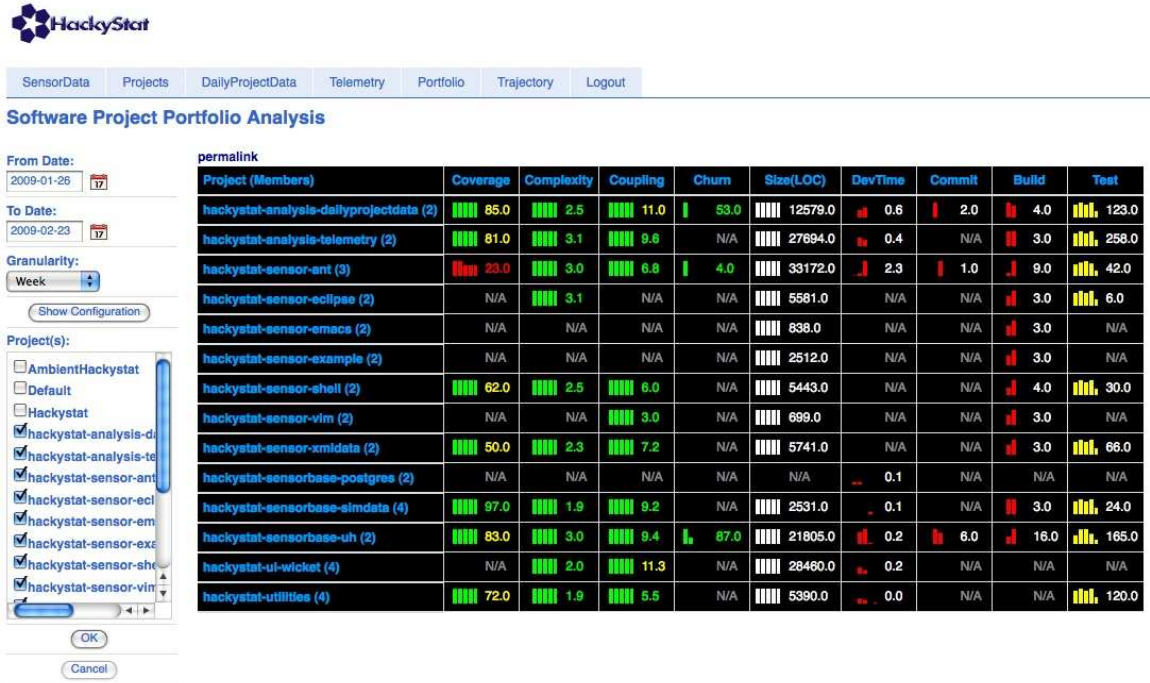 HackyStat
SensorData Projects DailyProjectData Telemetry Portfolio Trajectory Logout
Software Project Portfolio Analysis
From Date:
2009-01-26 17
To Date:
2009-02-23 17
Granularity:
Week
Show Configuration
Project(s):
AmbientHackystat
Default
Hackystat
hackystat-analysis-da
hackystat-analysis-te
hackystat-sensor-ant
hackystat-sensor-ecl
hackystat-sensor-em
hackystat-sensor-exa
hackystat-sensor-she
hackystat-sensor-vim
OK
Cancel
permalink
Project (Members) Coverage Complexity Coupling Churn Size(LOC) DevTime Commit Build Test
hackystat-analysis-dailyprojectdata (2) 85.0 2.5 11.0 53.0 12579.0 0.6 2.0 4.0 123.0
hackystat-analysis-telemetry (2) 81.0 3.1 9.6 N/A 27694.0 0.4 N/A 3.0 258.0
hackystat-sensor-ant (3) 23.0 3.0 6.8 4.0 33172.0 2.3 1.0 9.0 42.0
hackystat-sensor-eclipse (2) N/A 3.1 N/A N/A 5581.0 N/A N/A 3.0 6.0
hackystat-sensor-emacs (2) N/A N/A N/A N/A 838.0 N/A N/A 3.0 N/A
hackystat-sensor-example (2) N/A N/A N/A N/A 2512.0 N/A N/A 3.0 N/A
hackystat-sensor-shell (2) 62.0 2.5 6.0 N/A 5443.0 N/A N/A 4.0 30.0
hackystat-sensor-vim (2) N/A N/A 3.0 N/A 699.0 N/A N/A 3.0 N/A
hackystat-sensor-xmldata (2) 50.0 2.3 7.2 N/A 5741.0 N/A N/A 3.0 66.0
hackystat-sensorbase-postgres (2) N/A N/A N/A N/A N/A 0.1 N/A N/A N/A
hackystat-sensorbase-simdata (4) 97.0 1.9 9.2 N/A 2531.0 0.1 N/A 3.0 24.0
hackystat-sensorbase-uh (2) 83.0 3.0 9.4 87.0 21805.0 0.2 6.0 16.0 165.0
hackystat-ui-wicket (4) N/A 2.0 11.3 N/A 28460.0 0.2 N/A N/A N/A
hackystat-utilities (4) 72.0 1.9 5.5 N/A 5390.0 0.0 N/A N/A 120.0